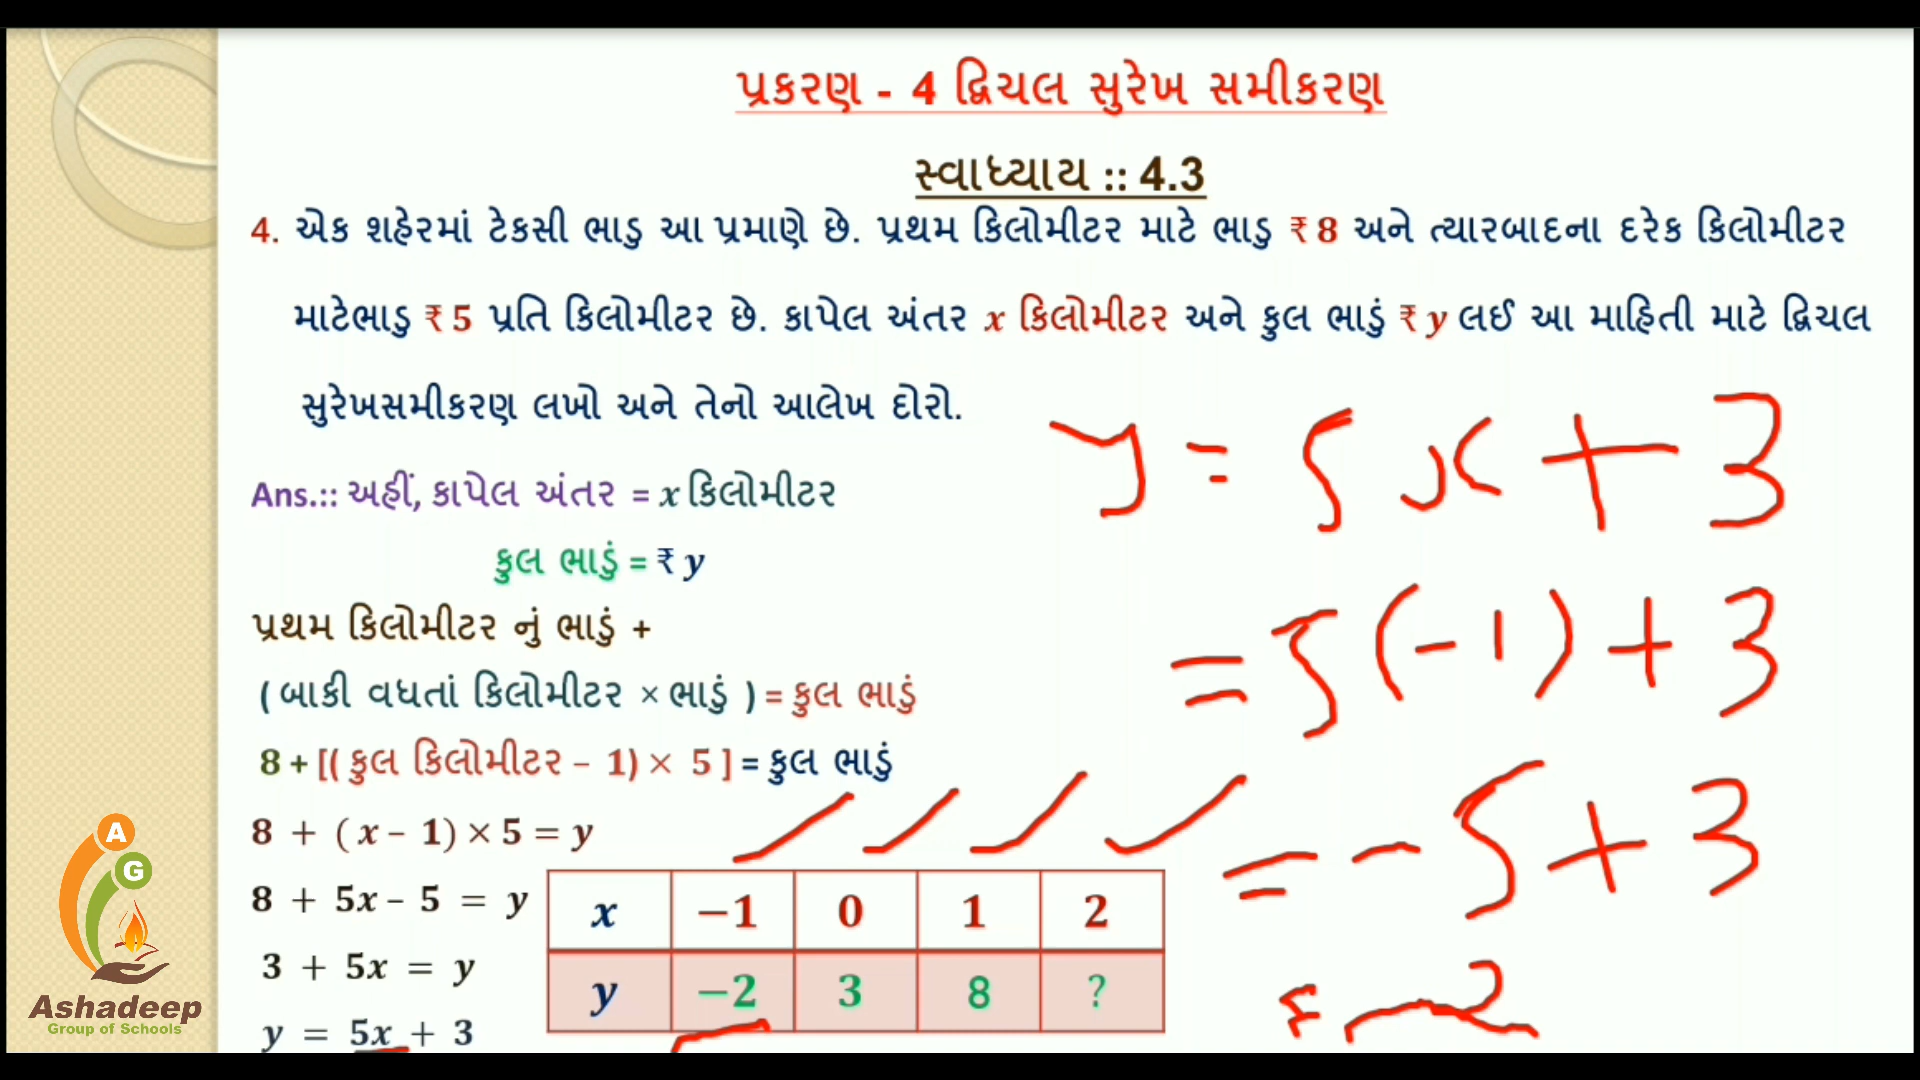 પ્રકરણ - 4 દ્વિચલ સુરેખ સમીકરણ
સ્વાધ્યાય :: 4.3
4. એક શહેરમાં ટેક્સી ભાડુ આ પ્રમાણે છે. પ્રથમ કિલોમીટર માટે ભાડુ ₹ 8 અને ત્યારબાદના દરેક કિલોમીટર
માટેભાડુ ₹ 5 પ્રતિ કિલોમીટર છે. કાપેલ અંતર x કિલોમીટર અને કુલ ભાડું ₹ y લઈ આ માહિતી માટે દ્વિચલ
સુરેખસમીકરણ લખો અને તેનો આલેખ દોરો.
Ans.:: અહીં, કાપેલ અંતર = x કિલોમીટર
કુલ ભાડું = ₹ y
પ્રથમ કિલોમીટર નું ભાડું +
( બાકી વધતાં કિલોમીટર × ભાડું ) = કુલ ભાડું
8 + [( કુલ કિલોમીટર – 1) × 5 ] = કુલ ભાડું
8 + ( x – 1) × 5 = y
8 + 5x – 5 = y
3 + 5x = y
y = 5x + 3
x −1 0 1 2
y −2 3 8 ?
y = 5x + 3
= 5(-1) + 3
= -5 + 3
= -2
A
G
Ashadeep
Group of Schools